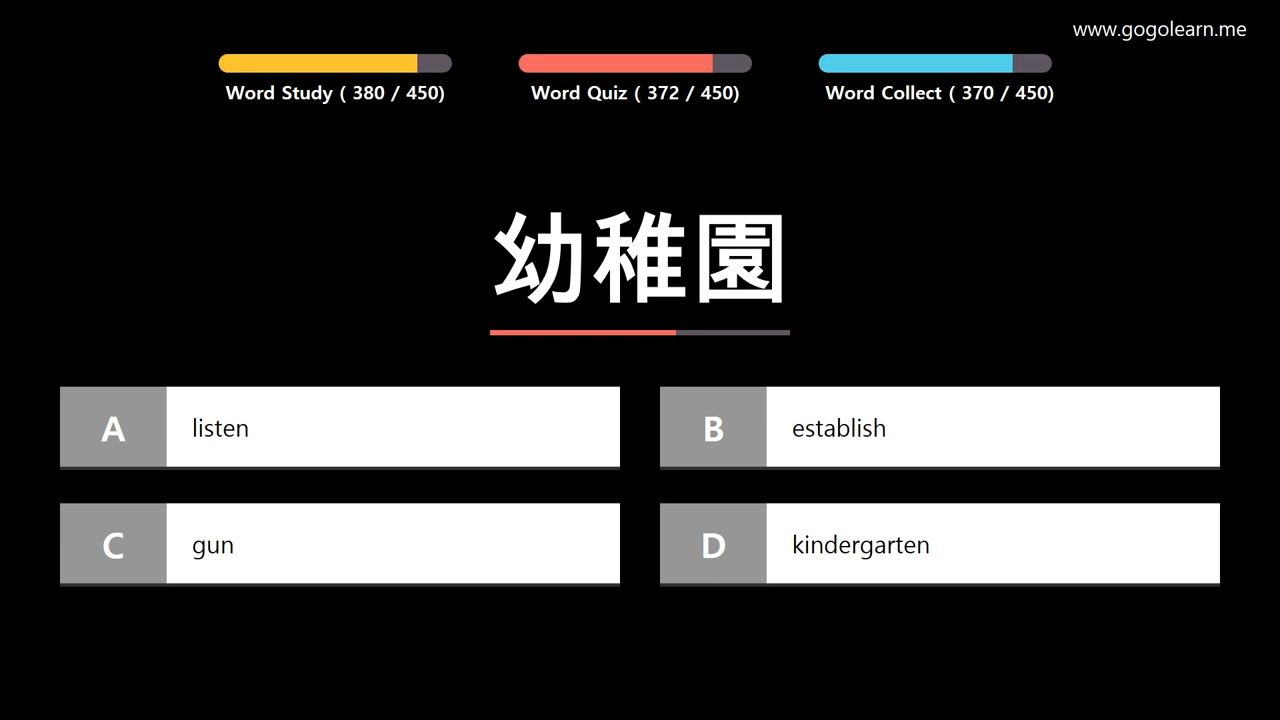 www.gogolearn.me
Word Study ( 380 / 450)
Word Quiz ( 372 / 450)
Word Collect ( 370 / 450)
幼稚園
A listen
B establish
C gun
D kindergarten